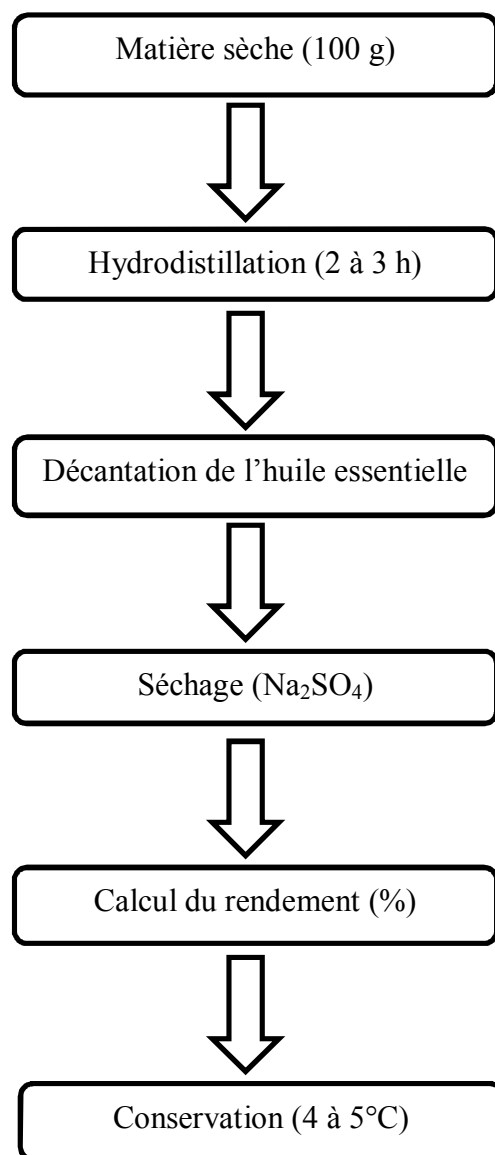 Matière sèche (100 g)
Hydrodistillation (2 à 3 h)
Décantation de l’huile essentielle
Séchage (Na₂SO₄)
Calcul du rendement (%)
Conservation (4 à 5°C)